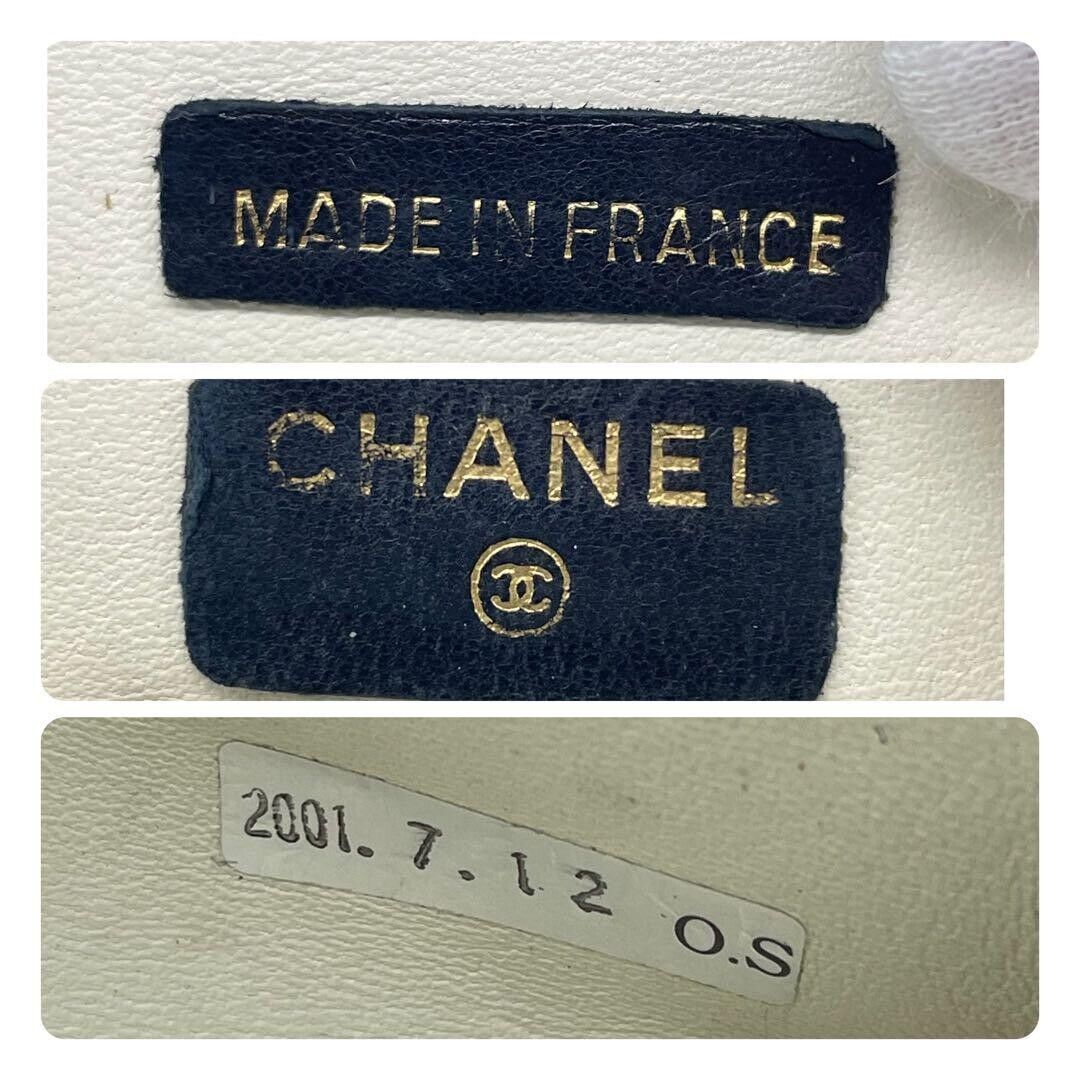 MADE IN FRANCE
CHANEL
2001. 7. 12 O.S